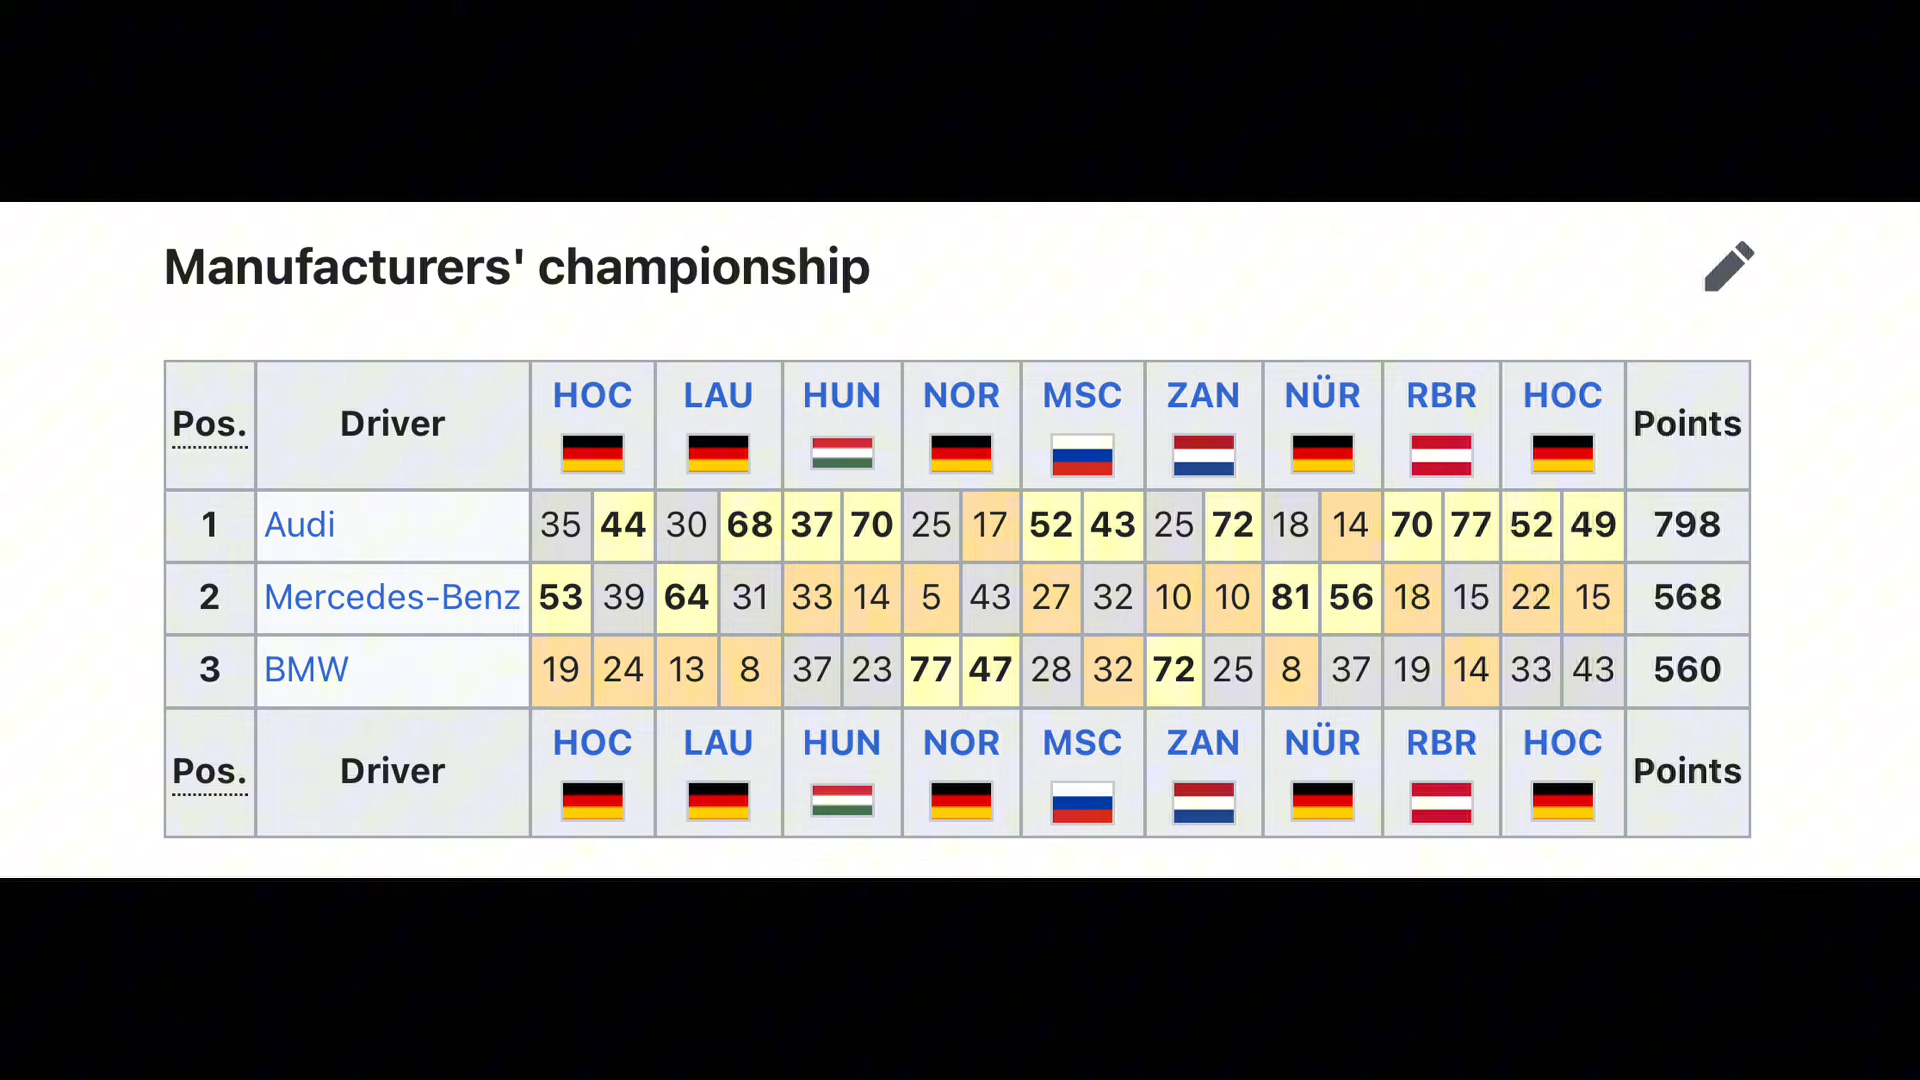 Manufacturers' championship
Pos. Driver HOC LAU HUN NOR MSC ZAN NÜR RBR HOC Points
1 Audi 35 44 30 68 37 70 25 17 52 43 25 72 18 14 70 77 52 49 798
2 Mercedes-Benz 53 39 64 31 33 14 5 43 27 32 10 10 81 56 18 15 22 15 568
3 BMW 19 24 13 8 37 23 77 47 28 32 72 25 8 37 19 14 33 43 560
Pos. Driver HOC LAU HUN NOR MSC ZAN NÜR RBR HOC Points